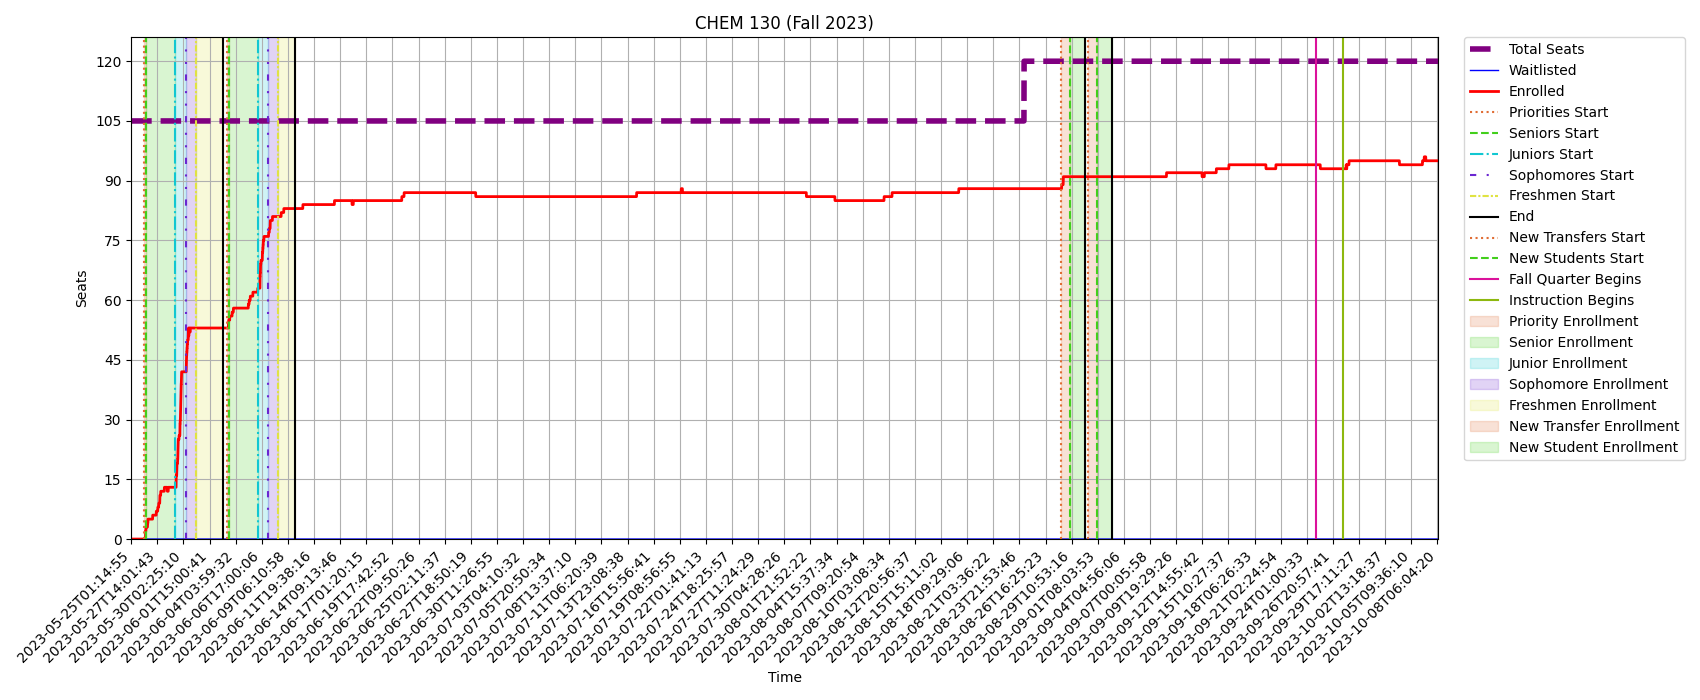 CHEM 130 (Fall 2023)
Seats
120
105
90
75
60
45
30
15
0
2023-05-25T01:14:55
2023-05-27T14:01:43
2023-05-30T02:25:10
2023-06-01T15:00:41
2023-06-04T03:59:32
2023-06-06T17:00:06
2023-06-09T06:10:58
2023-06-11T19:38:16
2023-06-14T09:13:46
2023-06-17T01:20:15
2023-06-19T17:42:52
2023-06-22T09:50:26
2023-06-25T02:11:37
2023-06-27T18:50:19
2023-06-30T11:26:55
2023-07-03T04:10:32
2023-07-05T20:50:34
2023-07-08T13:37:10
2023-07-11T06:20:39
2023-07-13T23:08:38
2023-07-16T15:56:41
2023-07-19T08:56:55
2023-07-22T01:41:13
2023-07-24T18:25:57
2023-07-27T11:24:29
2023-07-30T04:28:26
2023-08-01T21:52:22
2023-08-04T15:37:34
2023-08-07T09:20:54
2023-08-10T03:08:34
2023-08-12T20:56:37
2023-08-15T15:11:02
2023-08-18T09:29:06
2023-08-21T03:36:22
2023-08-23T21:53:46
2023-08-26T16:25:23
2023-08-29T10:53:16
2023-09-01T08:03:53
2023-09-04T04:56:06
2023-09-07T00:05:58
2023-09-09T19:29:26
2023-09-12T14:55:42
2023-09-15T10:27:37
2023-09-18T06:26:33
2023-09-21T02:24:54
2023-09-24T01:00:33
2023-09-26T20:57:41
2023-09-29T17:11:27
2023-10-02T13:18:37
2023-10-05T09:36:10
2023-10-08T06:04:20
Time
Total Seats
Waitlisted
Enrolled
Priorities Start
Seniors Start
Juniors Start
Sophomores Start
Freshmen Start
End
New Transfers Start
New Students Start
Fall Quarter Begins
Instruction Begins
Priority Enrollment
Senior Enrollment
Junior Enrollment
Sophomore Enrollment
Freshmen Enrollment
New Transfer Enrollment
New Student Enrollment